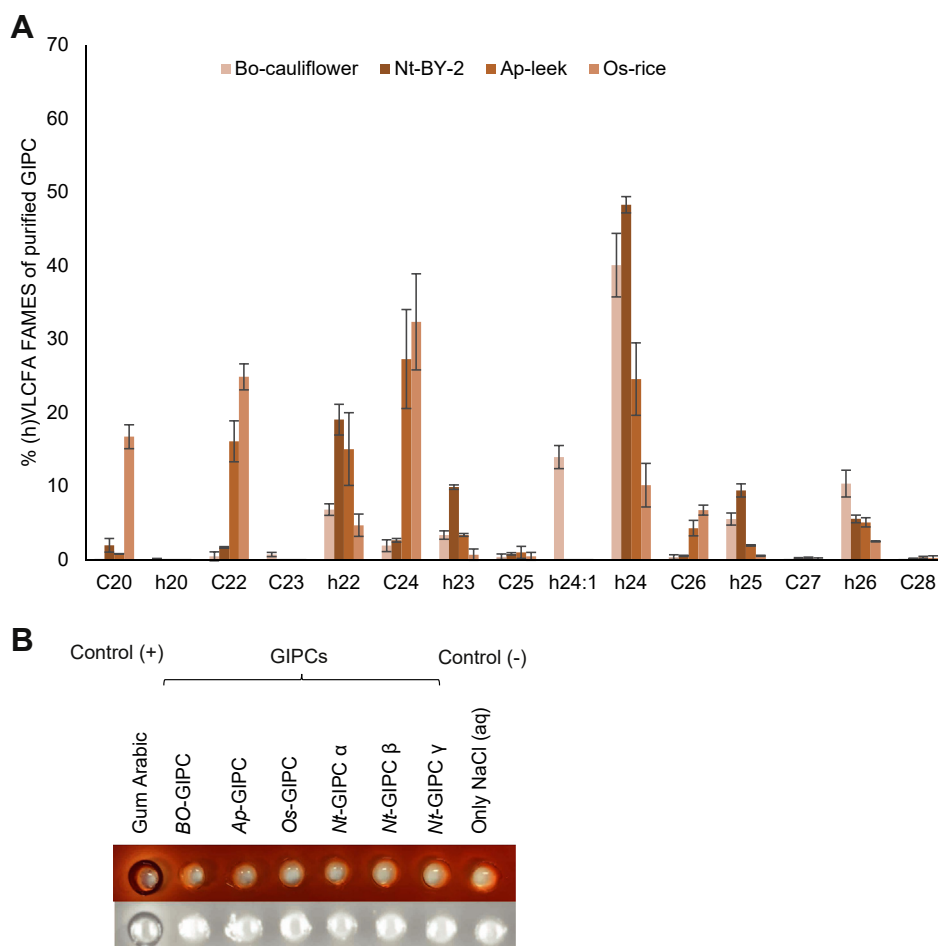 A
70
60
50
40
30
20
10
0
% (h)VLCFA FAMES of purified GIPC
Bo-cauliflower Nt-BY-2 Ap-leek Os-rice
C20 h20 C22 C23 h22 C24 h23 C25 h24:1 h24 C26 h25 C27 h26 C28
B
Control (+) GIPCs Control (-)
Gum Arabic
BO-GIPC
Ap-GIPC
Os-GIPC
Nt-GIPC α
Nt-GIPC β
Nt-GIPC γ
Only NaCl (aq)